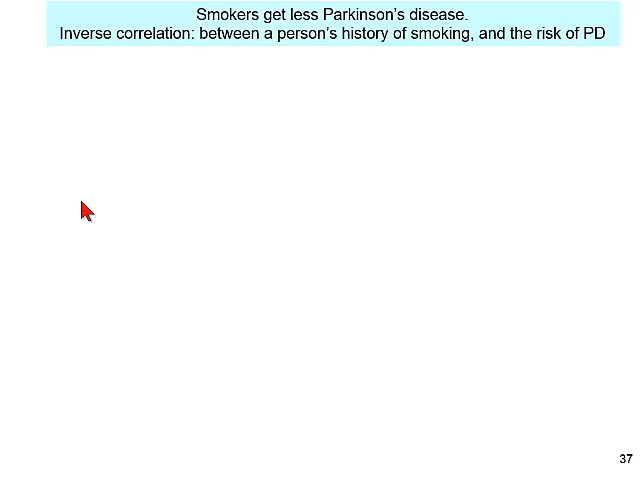 Smokers get less Parkinson's disease.
Inverse correlation: between a person's history of smoking, and the risk of PD
37